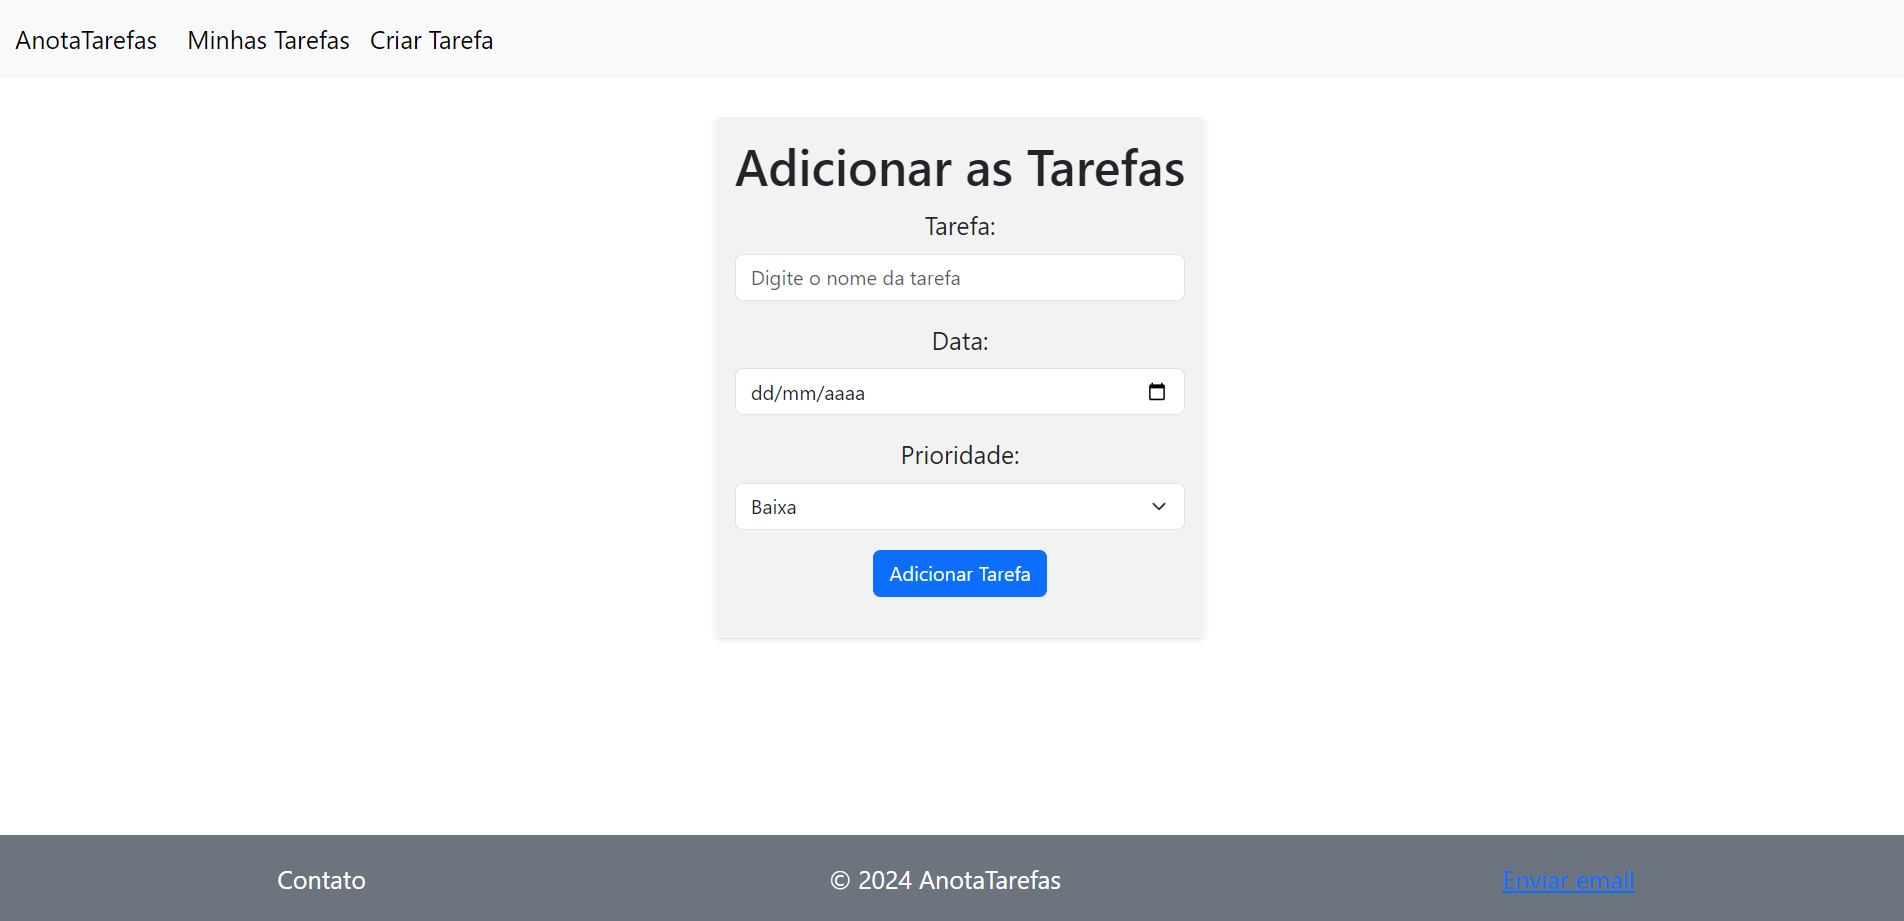 AnotaTarefas Minhas Tarefas Criar Tarefa
Adicionar as Tarefas
Tarefa:
Digite o nome da tarefa
Data:
dd/mm/aaaa
Prioridade:
Baixa
Adicionar Tarefa
Contato © 2024 AnotaTarefas Enviar email